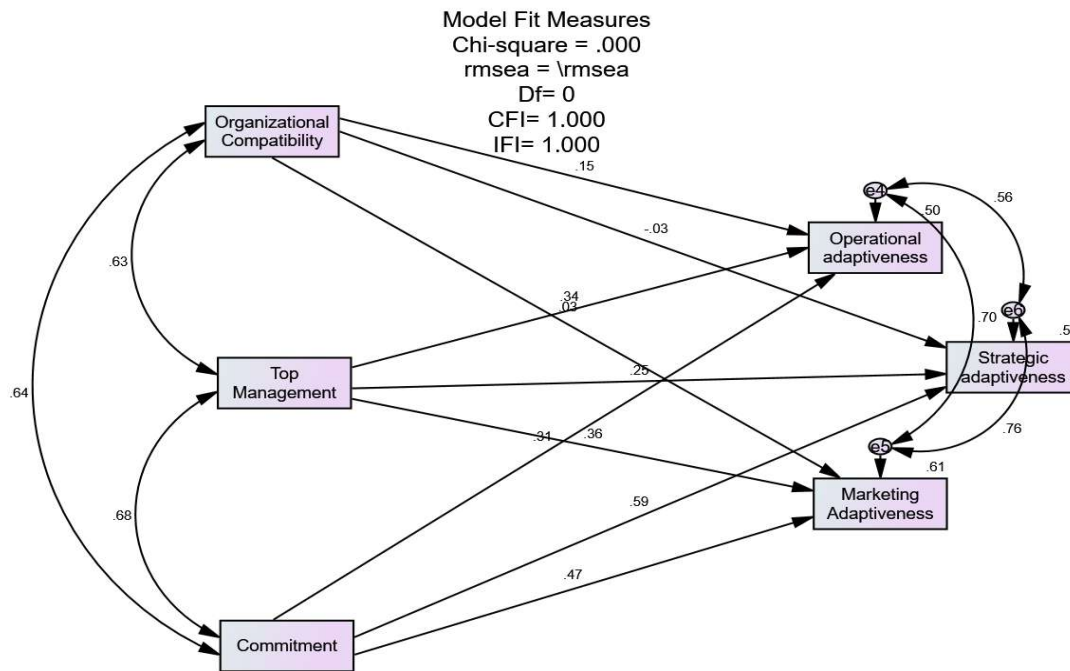 Model Fit Measures
Chi-square = .000
rmsea = \rmsea
Df= 0
CFI= 1.000
IFI= 1.000
Organizational
Compatibility
.15
e4
.56
.50
Operational
adaptiveness
-.03
.63
.34
.03
e6
.70
.5
Top
Management
.25
Strategic
adaptiveness
.64
.31
.36
e5
.76
.61
Marketing
Adaptiveness
.59
.68
.47
Commitment